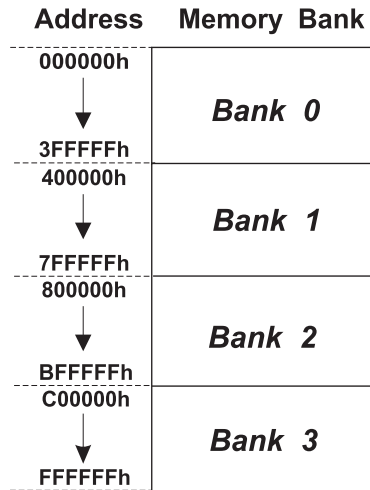 Address Memory Bank
000000h
Bank 0
3FFFFFh
400000h
Bank 1
7FFFFFh
800000h
Bank 2
BFFFFFh
C00000h
Bank 3
FFFFFFh